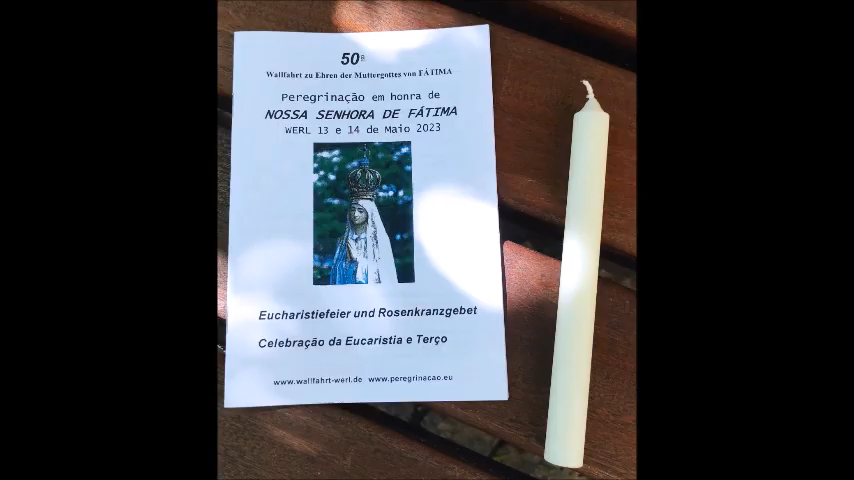 50ª
Wallfahrt zu Ehren der Muttergottes von FÁTIMA
Peregrinação em honra de
NOSSA SENHORA DE FÁTIMA
WERL 13 e 14 de Maio 2023
Eucharistiefeier und Rosenkranzgebet
Celebração da Eucaristia e Terço
www.wallfahrt-werl.de www.peregrinacao.eu